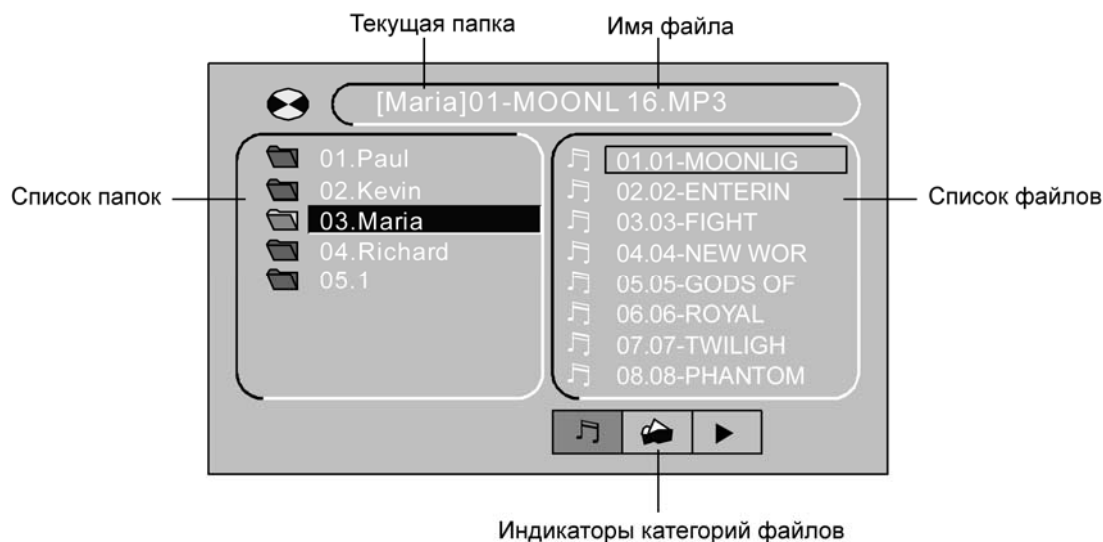 Текущая папка
Имя файла
[Maria]01-MOONL 16.MP3
Список папок
01.Paul
02.Kevin
03.Maria
04.Richard
05.1
01.01-MOONLIG
02.02-ENTERIN
03.03-FIGHT
04.04-NEW WOR
05.05-GODS OF
06.06-ROYAL
07.07-TWILIGH
08.08-PHANTOM
Список файлов
Индикаторы категорий файлов